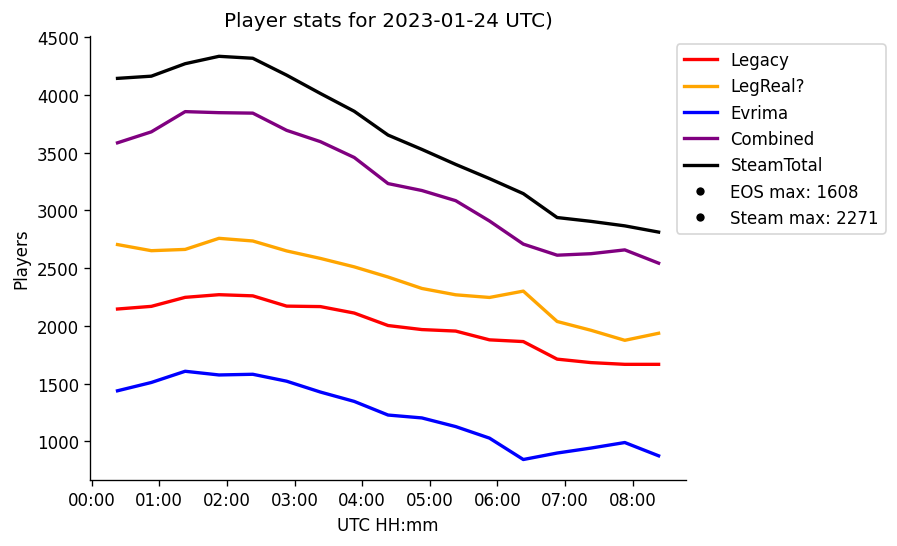 Player stats for 2023-01-24 UTC)
4500
4000
3500
3000
2500
2000
1500
1000
Players
00:00 01:00 02:00 03:00 04:00 05:00 06:00 07:00 08:00
UTC HH:mm
Legacy
LegReal?
Evrima
Combined
SteamTotal
EOS max: 1608
Steam max: 2271